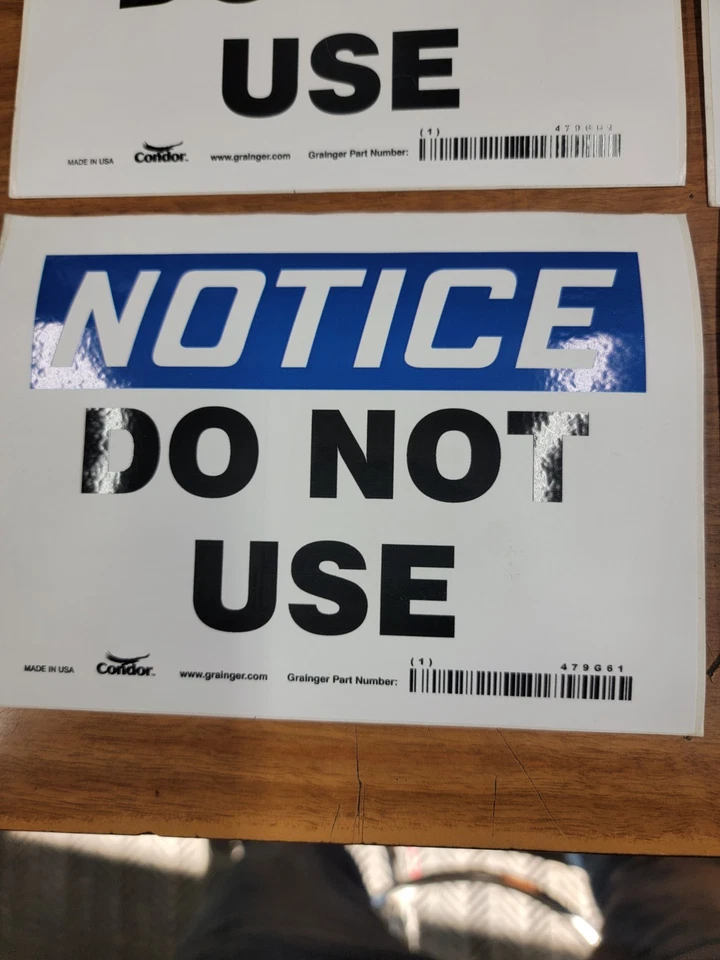 USE
MADE IN USA Condor. www.grainger.com Grainger Part Number: (1)
NOTICE
DO NOT
USE
MADE IN USA Condor. www.grainger.com Grainger Part Number: (1) 479G61